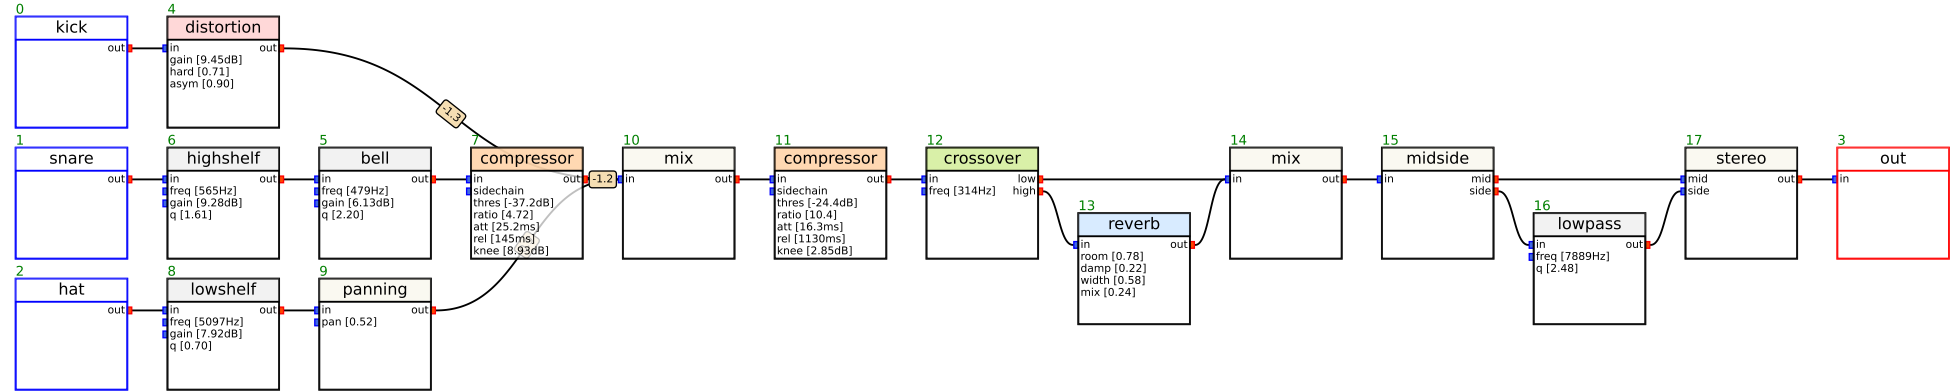 0
kick
out
4
distortion
in out
gain [9.45dB]
hard [0.71]
asym [0.90]
-1.3
1
snare
out
6
highshelf
in out
freq [565Hz]
gain [9.28dB]
q [1.61]
5
bell
in out
freq [479Hz]
gain [6.13dB]
q [2.20]
7
compressor
in out
sidechain
thres [-37.2dB]
ratio [4.72]
att [25.2ms]
rel [145ms]
knee [8.93dB]
-1.2
10
mix
in out
11
compressor
in out
sidechain
thres [-24.4dB]
ratio [10.4]
att [16.3ms]
rel [1130ms]
knee [2.85dB]
12
crossover
in low
freq [314Hz] high
13
reverb
in out
room [0.78]
damp [0.22]
width [0.58]
mix [0.24]
14
mix
in out
15
midside
in mid
side
16
lowpass
in out
freq [7889Hz]
q [2.48]
17
stereo
mid out
side
3
out
in
2
hat
out
8
lowshelf
in out
freq [5097Hz]
gain [7.92dB]
q [0.70]
9
panning
in out
pan [0.52]